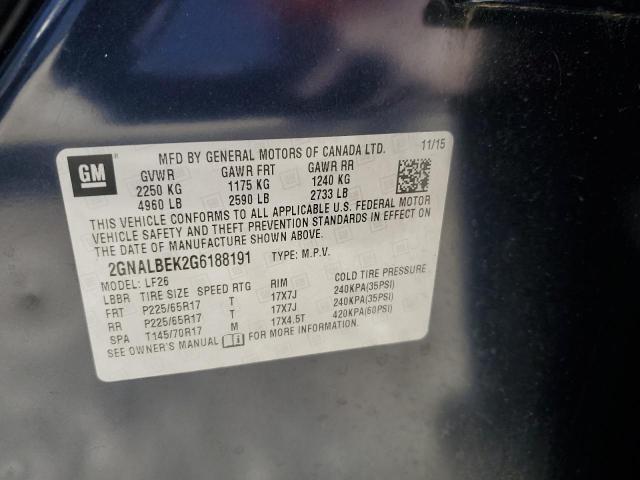 GM
MFD BY GENERAL MOTORS OF CANADA LTD. 11/15
GVWR GAWR FRT GAWR RR
2250 KG 1175 KG 1240 KG
4960 LB 2590 LB 2733 LB
THIS VEHICLE CONFORMS TO ALL APPLICABLE U.S. FEDERAL MOTOR
VEHICLE SAFETY AND THEFT PREVENTION STANDARDS IN EFFECT ON
THE DATE OF MANUFACTURE SHOWN ABOVE.
2GNALBEK2G6188191 TYPE: M.P.V.
MODEL: LF26
LBBR TIRE SIZE SPEED RTG RIM COLD TIRE PRESSURE
FRT P225/65R17 T 17X7J 240KPA(35PSI)
RR P225/65R17 T 17X7J 240KPA(35PSI)
SPA T145/70R17 M 17X4.5T 420KPA(60PSI)
SEE OWNER'S MANUAL FOR MORE INFORMATION.